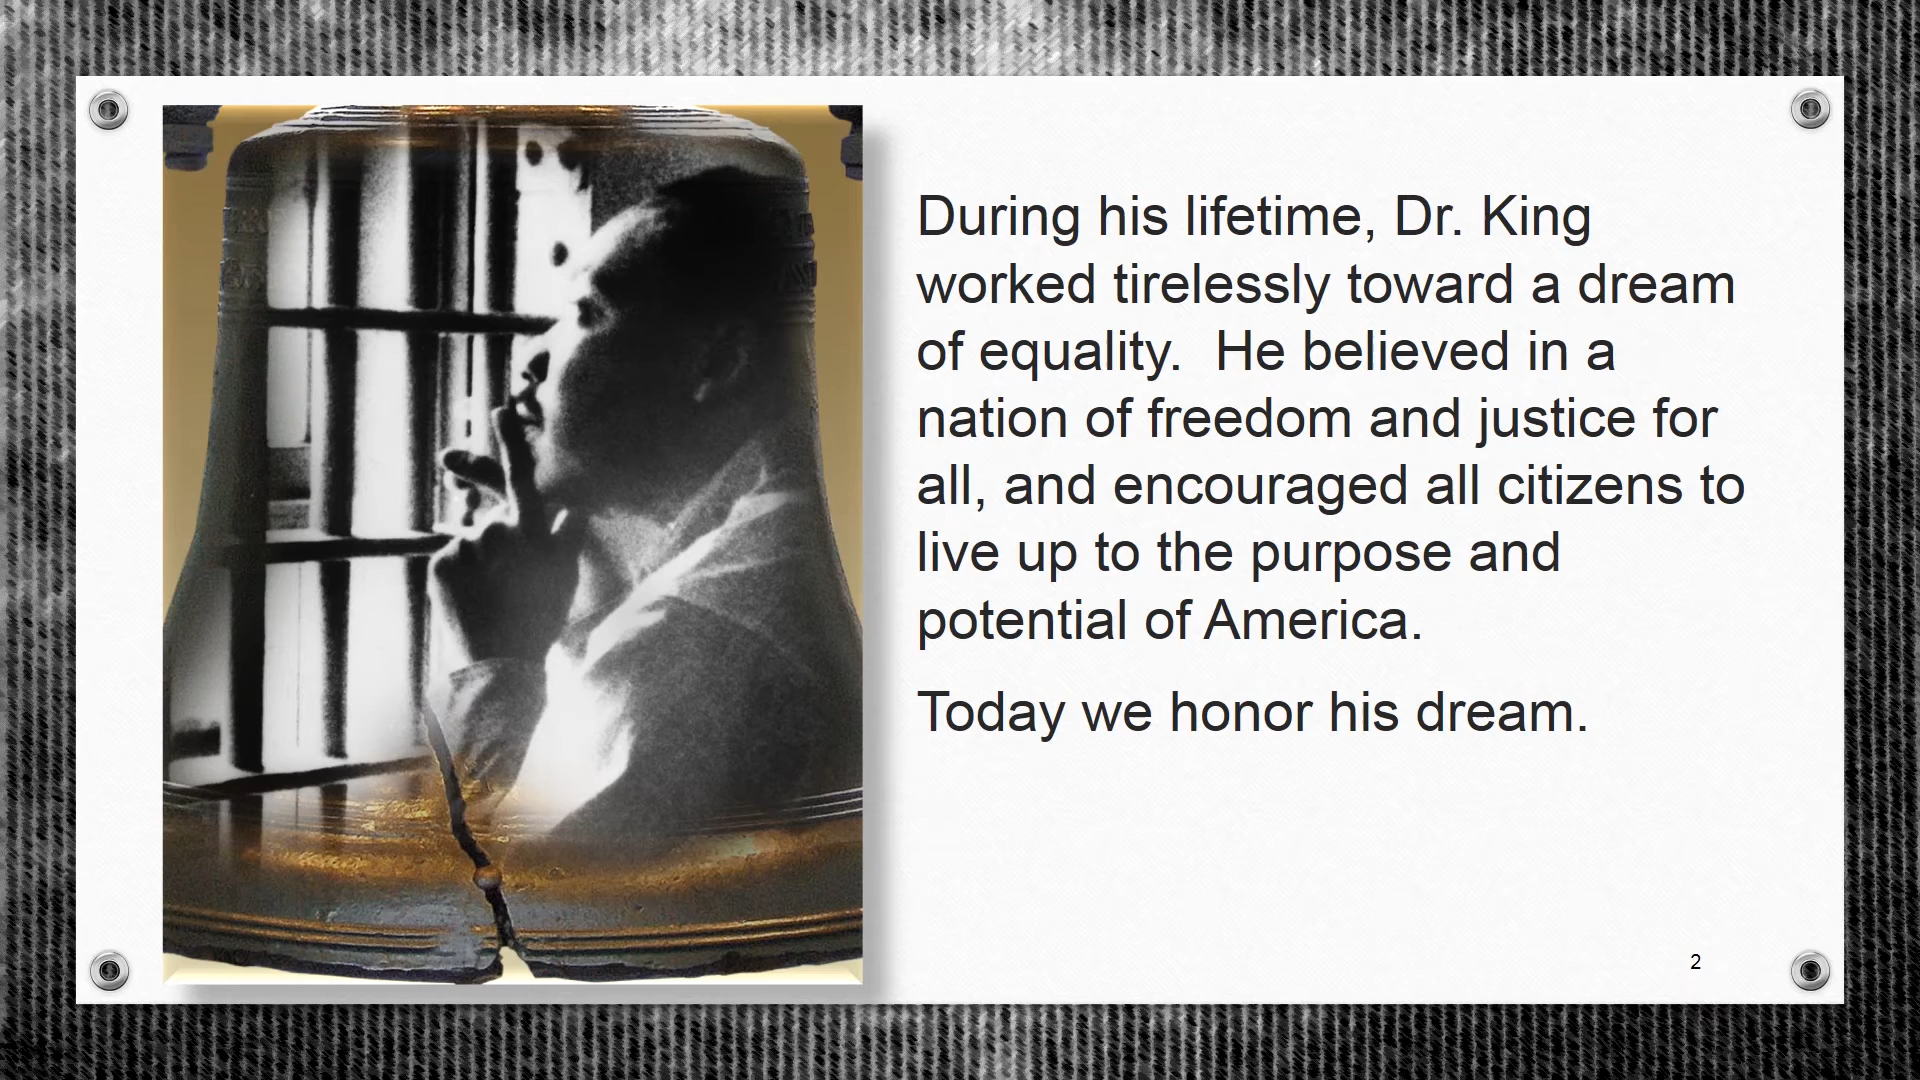 During his lifetime, Dr. King
worked tirelessly toward a dream
of equality.  He believed in a
nation of freedom and justice for
all, and encouraged all citizens to
live up to the purpose and
potential of America.
Today we honor his dream.
2